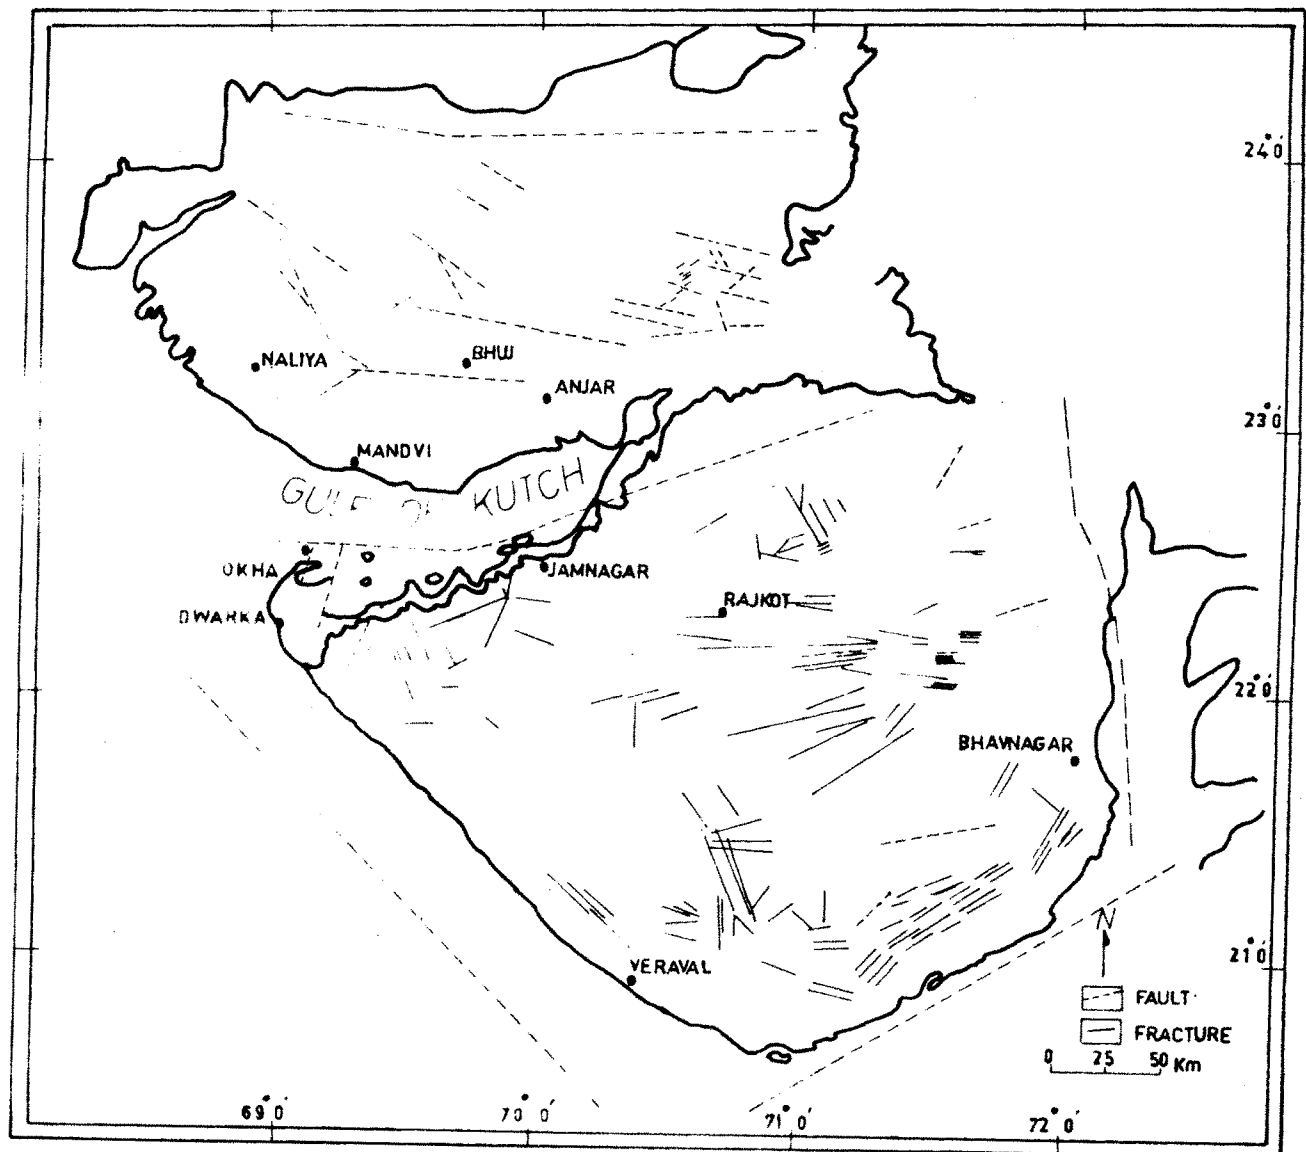 24°0'
NALIYA
BHUJ
ANJAR
23°0'
MANDVI
GULF OF KUTCH
OKHA
JAMNAGAR
DWARKA
RAJKOT
22°0'
BHAVNAGAR
VERAVAL
21°0'
N
FAULT
FRACTURE
0 25 50 Km
69°0' 70°0' 71°0' 72°0'